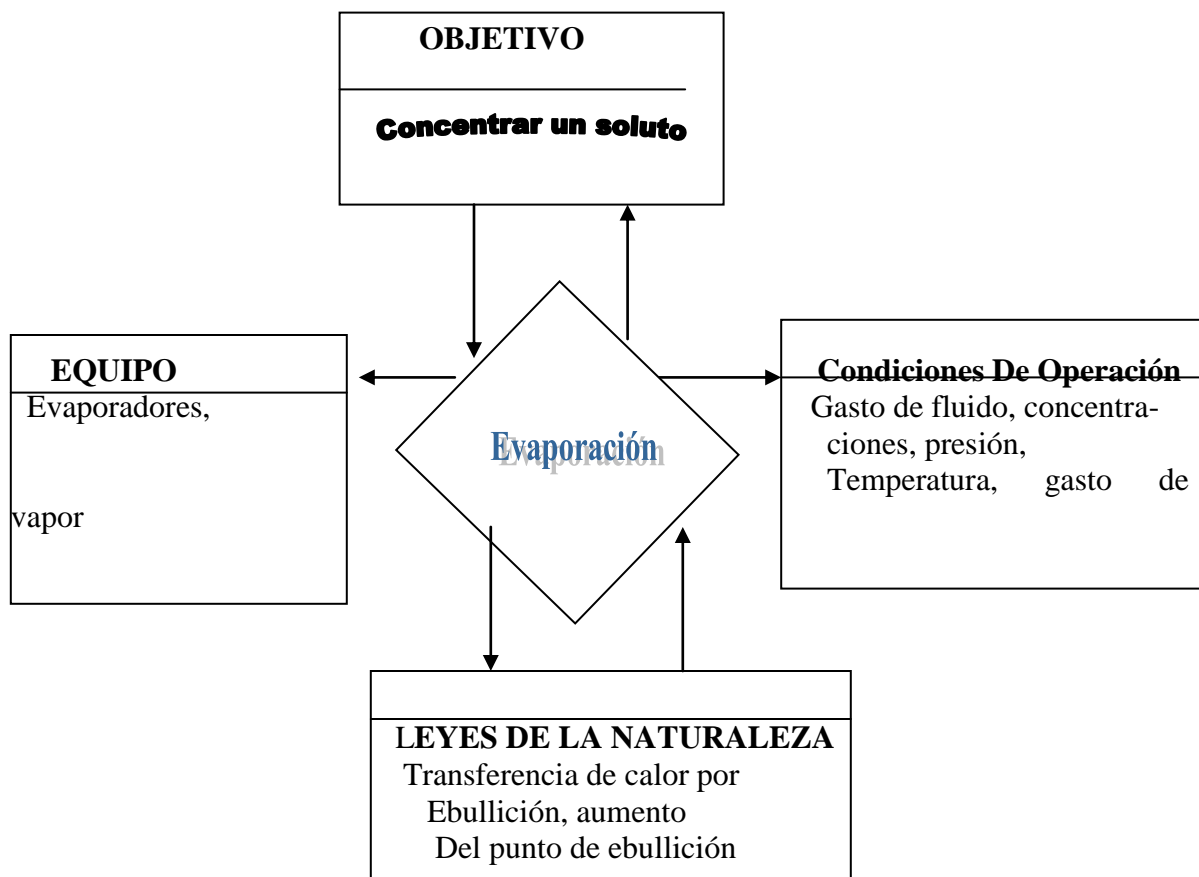 OBJETIVO
Concentrar un soluto
EQUIPO
Evaporadores,
vapor
Evaporación
Condiciones De Operación
Gasto de fluido, concentra-
ciones, presión,
Temperatura, gasto de
LEYES DE LA NATURALEZA
Transferencia de calor por
Ebullición, aumento
Del punto de ebullición